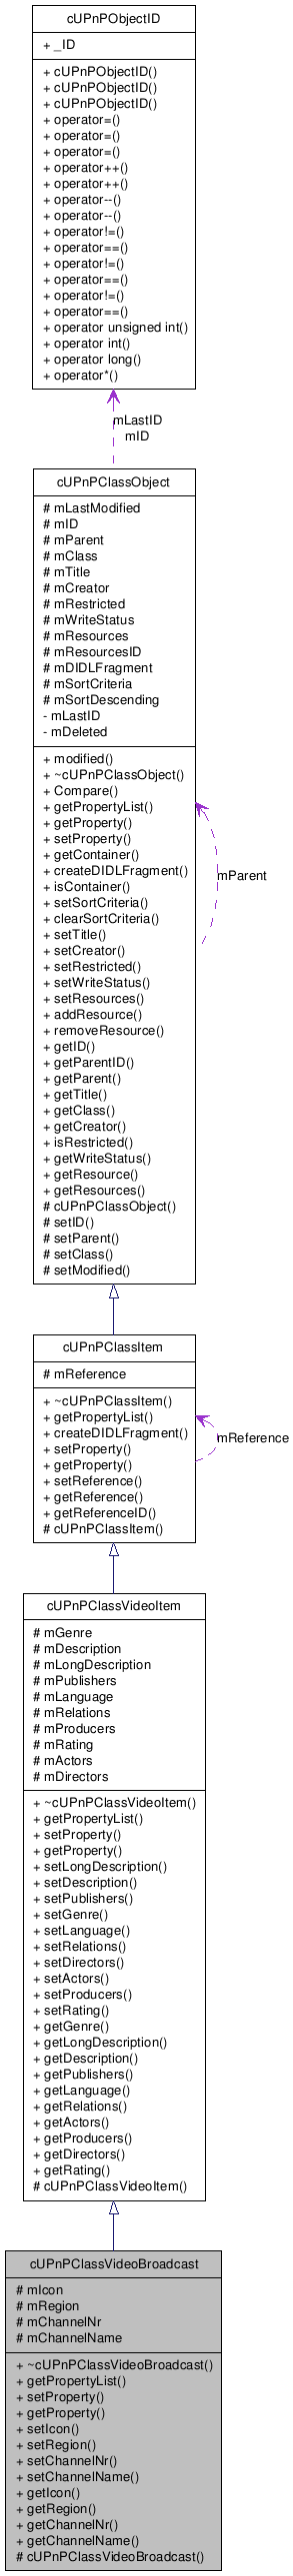 cUPnPObjectID
+ _ID
+ cUPnPObjectID()
+ cUPnPObjectID()
+ cUPnPObjectID()
+ operator=()
+ operator=()
+ operator=()
+ operator++()
+ operator++()
+ operator--()
+ operator--()
+ operator!=()
+ operator==()
+ operator!=()
+ operator==()
+ operator!=()
+ operator==()
+ operator unsigned int()
+ operator int()
+ operator long()
+ operator*()
mLastID
mID
cUPnPClassObject
# mLastModified
# mID
# mParent
# mClass
# mTitle
# mCreator
# mRestricted
# mWriteStatus
# mResources
# mResourcesID
# mDIDLFragment
# mSortCriteria
# mSortDescending
- mLastID
- mDeleted
+ modified()
+ ~cUPnPClassObject()
+ Compare()
+ getPropertyList()
+ getProperty()
+ setProperty()
+ getContainer()
+ createDIDLFragment()
+ isContainer()
+ setSortCriteria()
+ clearSortCriteria()
+ setTitle()
+ setCreator()
+ setRestricted()
+ setWriteStatus()
+ setResources()
+ addResource()
+ removeResource()
+ getID()
+ getParentID()
+ getParent()
+ getTitle()
+ getClass()
+ getCreator()
+ isRestricted()
+ getWriteStatus()
+ getResource()
+ getResources()
# cUPnPClassObject()
# setID()
# setParent()
# setClass()
# setModified()
mParent
cUPnPClassItem
# mReference
+ ~cUPnPClassItem()
+ getPropertyList()
+ createDIDLFragment()
+ setProperty()
+ getProperty()
+ setReference()
+ getReference()
+ getReferenceID()
# cUPnPClassItem()
mReference
cUPnPClassVideoItem
# mGenre
# mDescription
# mLongDescription
# mPublishers
# mLanguage
# mRelations
# mProducers
# mRating
# mActors
# mDirectors
+ ~cUPnPClassVideoItem()
+ getPropertyList()
+ setProperty()
+ getProperty()
+ setLongDescription()
+ setDescription()
+ setPublishers()
+ setGenre()
+ setLanguage()
+ setRelations()
+ setDirectors()
+ setActors()
+ setProducers()
+ setRating()
+ getGenre()
+ getLongDescription()
+ getDescription()
+ getPublishers()
+ getLanguage()
+ getRelations()
+ getActors()
+ getProducers()
+ getDirectors()
+ getRating()
# cUPnPClassVideoItem()
cUPnPClassVideoBroadcast
# mIcon
# mRegion
# mChannelNr
# mChannelName
+ ~cUPnPClassVideoBroadcast()
+ getPropertyList()
+ setProperty()
+ getProperty()
+ setIcon()
+ setRegion()
+ setChannelNr()
+ setChannelName()
+ getIcon()
+ getRegion()
+ getChannelNr()
+ getChannelName()
# cUPnPClassVideoBroadcast()